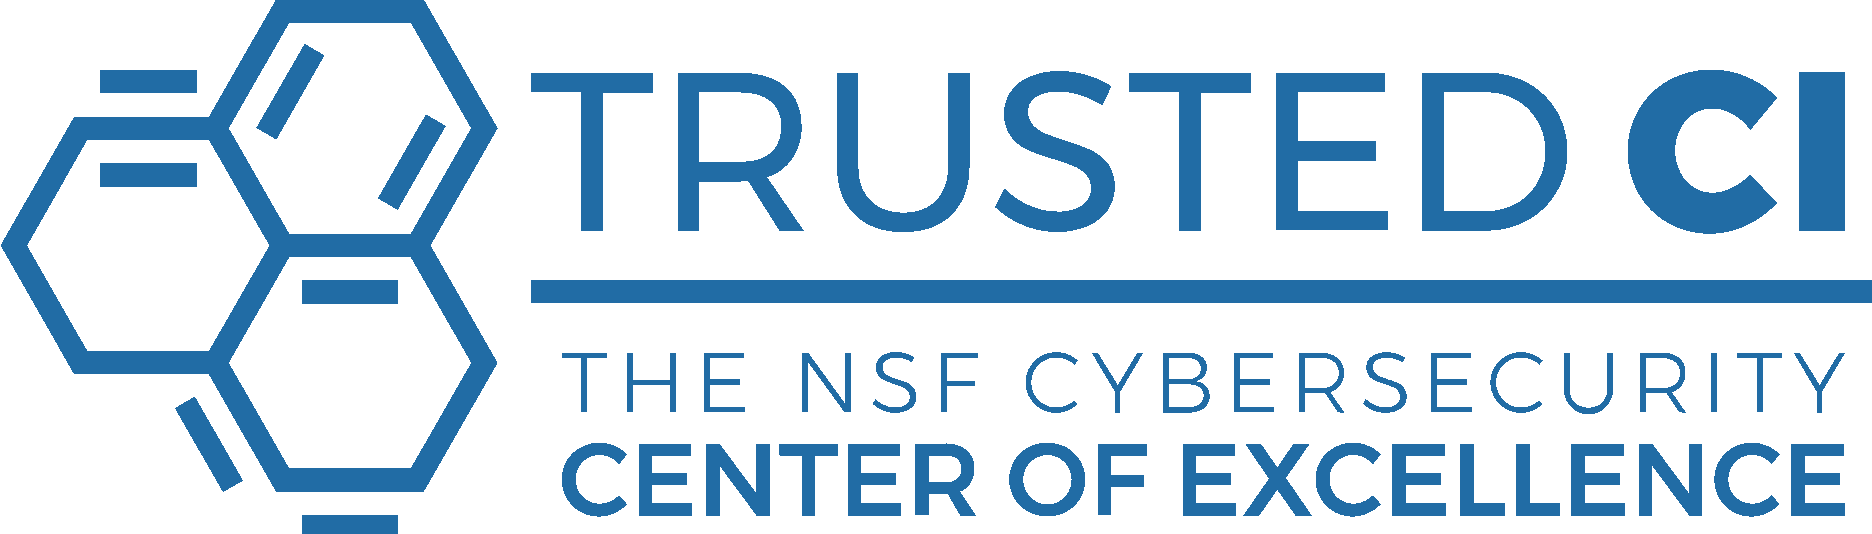 TRUSTED CI
THE NSF CYBERSECURITY
CENTER OF EXCELLENCE